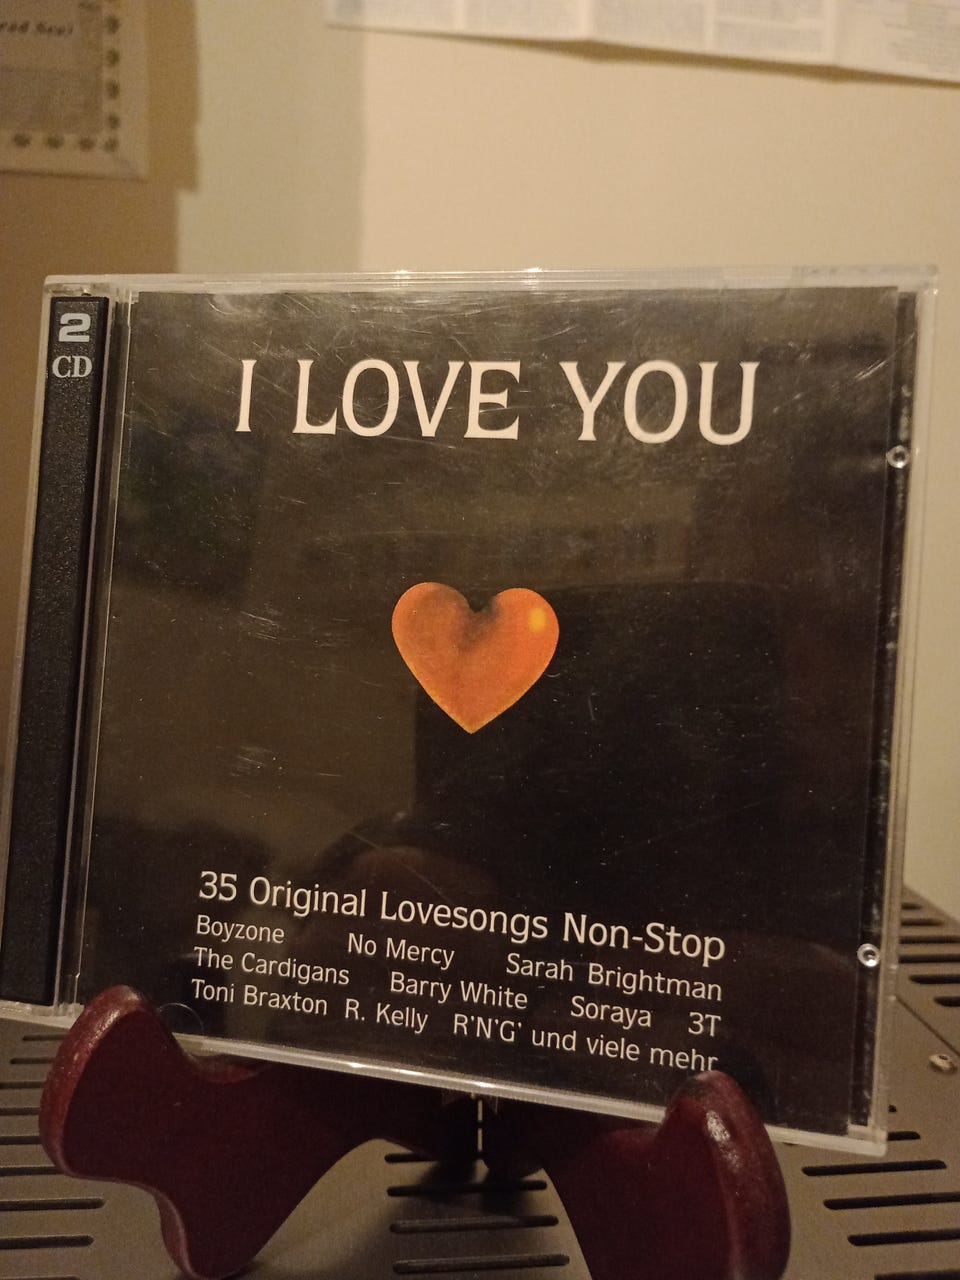 2
CD
I LOVE YOU
35 Original Lovesongs Non-Stop
Boyzone No Mercy Sarah Brightman
The Cardigans Barry White Soraya 3T
Toni Braxton R. Kelly R'N'G' und viele mehr